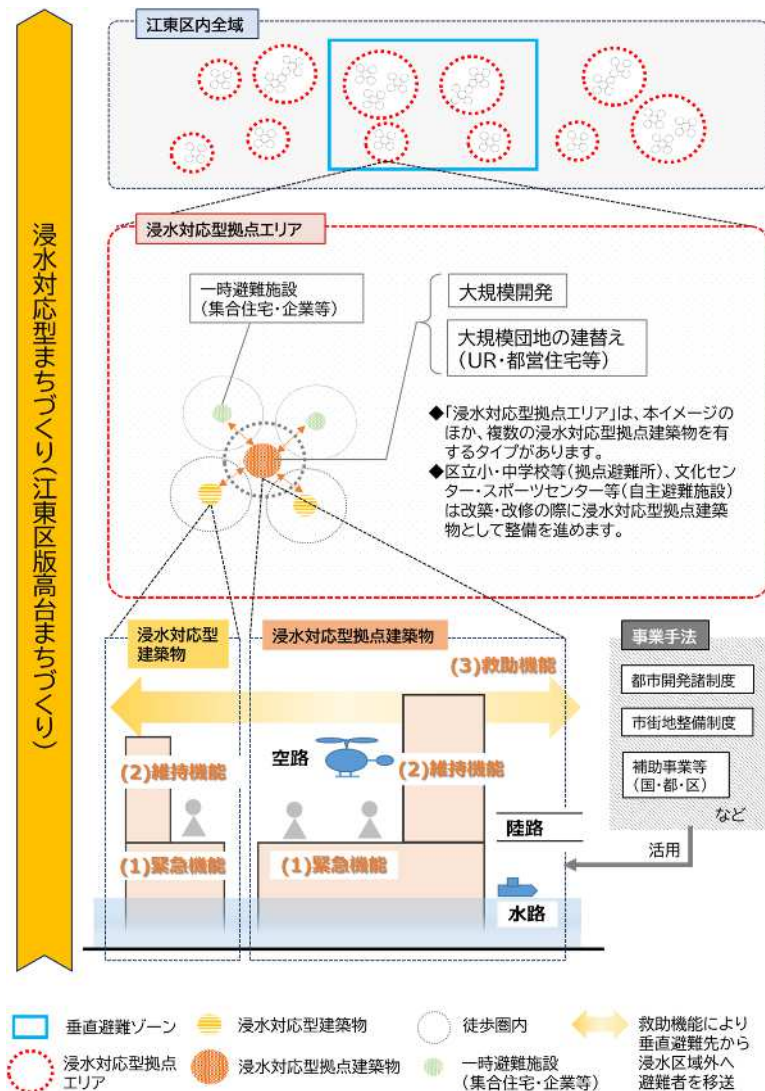 江東区内全域
浸水対応型まちづくり(江東区版高台まちづくり)
浸水対応型拠点エリア
一時避難施設
(集合住宅・企業等)
大規模開発
大規模団地の建替え
(UR・都営住宅等)
◆「浸水対応型拠点エリア」は、本イメージの
ほか、複数の浸水対応型拠点建築物を有
するタイプがあります。
◆区立小・中学校等(拠点避難所)、文化セン
ター・スポーツセンター等(自主避難施設)
は改築・改修の際に浸水対応型拠点建築
物として整備を進めます。
浸水対応型
建築物
浸水対応型拠点建築物
事業手法
(3)救助機能
都市開発諸制度
市街地整備制度
補助事業等
(国・都・区)
など
活用
空路
(2)維持機能
(2)維持機能
陸路
(1)緊急機能
(1)緊急機能
水路
垂直避難ゾーン
浸水対応型建築物
徒歩圏内
救助機能により
垂直避難先から
浸水区域外へ
避難者を移送
浸水対応型拠点
エリア
浸水対応型拠点建築物
一時避難施設
(集合住宅・企業等)